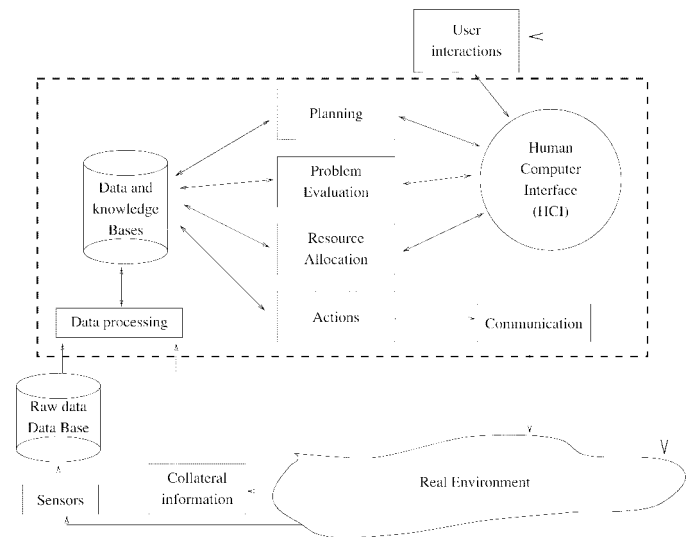 User
interactions
Planning
Human
Computer
Interface
(HCI)
Problem
Evaluation
Data and
knowledge
Bases
Resource
Allocation
Actions
Communication
Data processing
Raw data
Data Base
Collateral
information
Real Environment
Sensors